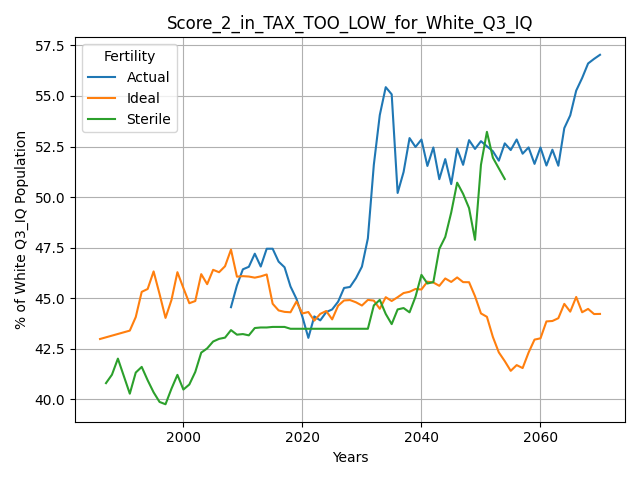 Score_2_in_TAX_TOO_LOW_for_White_Q3_IQ
Fertility
Actual
Ideal
Sterile
% of White Q3_IQ Population
57.5
55.0
52.5
50.0
47.5
45.0
42.5
40.0
2000
2020
2040
2060
Years